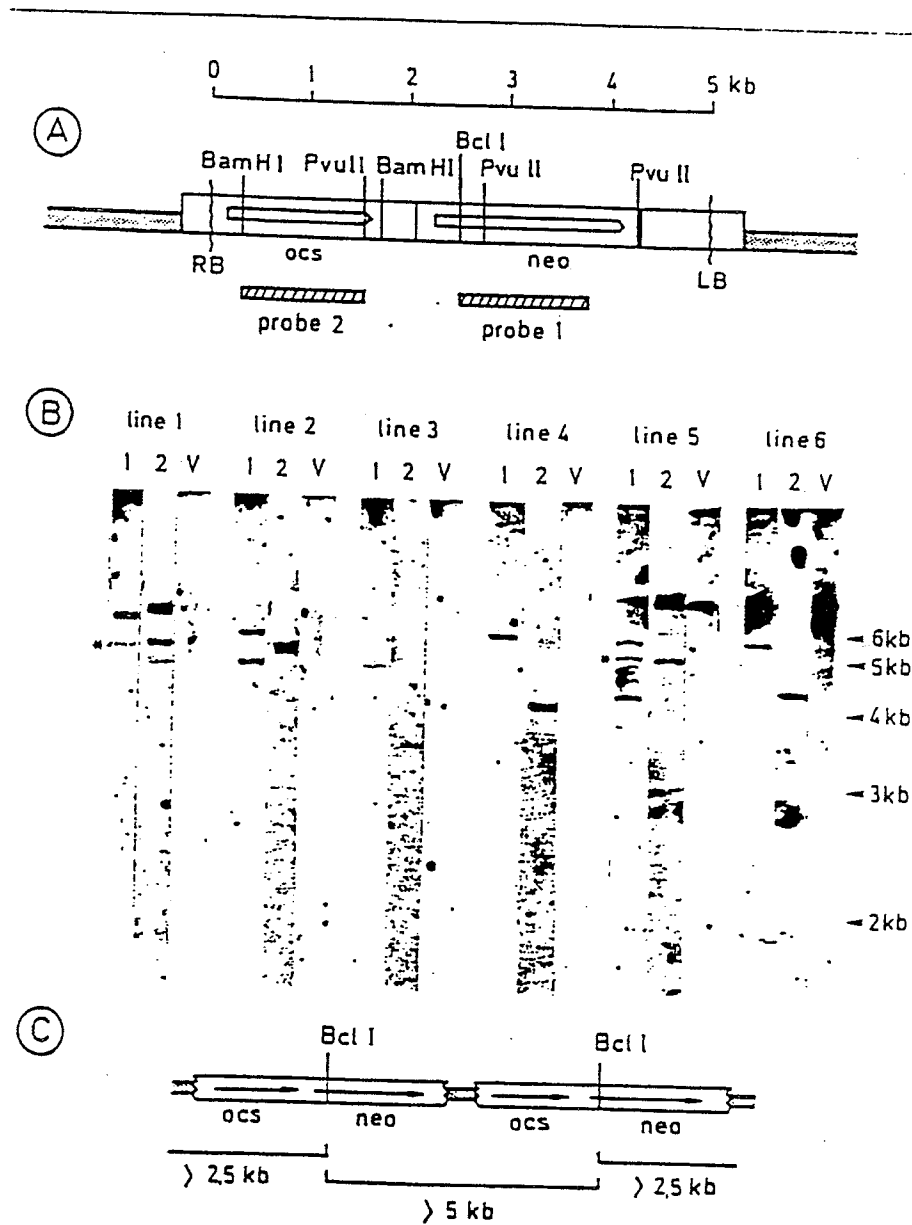 0 1 2 3 4 5 kb
A
Bcl I
BamHI PvuII BamHI Pvu II Pvu II
RB ocs neo LB
probe 2 probe 1
B
line 1 line 2 line 3 line 4 line 5 line 6
1 2 V 1 2 V 1 2 V 1 2 V 1 2 V 1 2 V
6kb
5kb
4kb
3kb
2kb
C
Bcl I Bcl I
ocs neo ocs neo
> 2,5 kb > 2,5 kb
> 5 kb